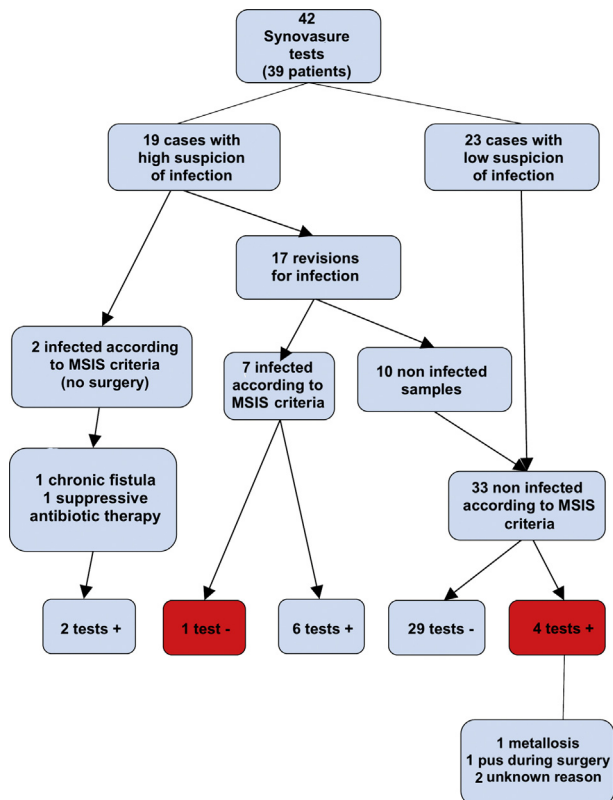 42
Synovasure
tests
(39 patients)
19 cases with
high suspicion
of infection
23 cases with
low suspicion
of infection
17 revisions
for infection
2 infected according
to MSIS criteria
(no surgery)
7 infected
according to
MSIS criteria
10 non infected
samples
1 chronic fistula
1 suppressive
antibiotic therapy
33 non infected
according to MSIS
criteria
2 tests +
1 test -
6 tests +
29 tests -
4 tests +
1 metallosis
1 pus during surgery
2 unknown reason